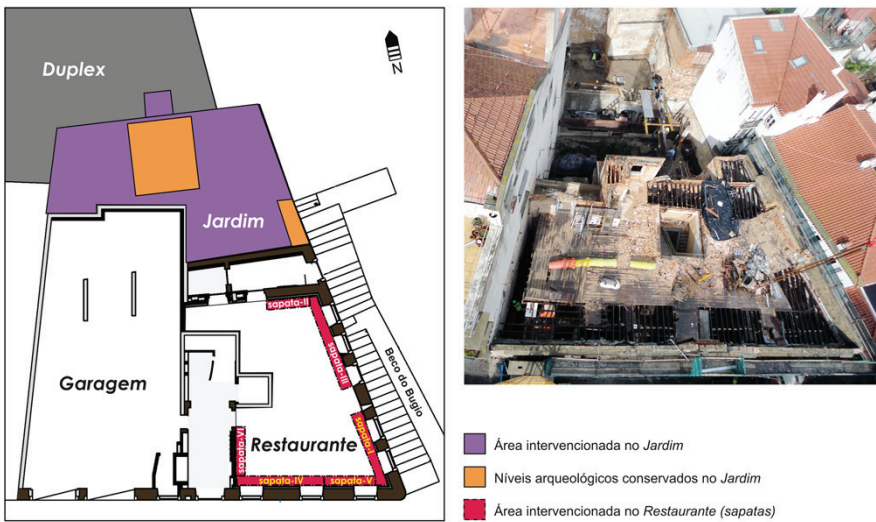 Duplex
N
Jardim
sapata-II
sapata-III
Garagem
Beco do Bugio
Restaurante
sapata-I
sapata-VI
sapata-IV
sapata-V
Área intervencionada no Jardim
Níveis arqueológicos conservados no Jardim
Área intervencionada no Restaurante (sapatas)